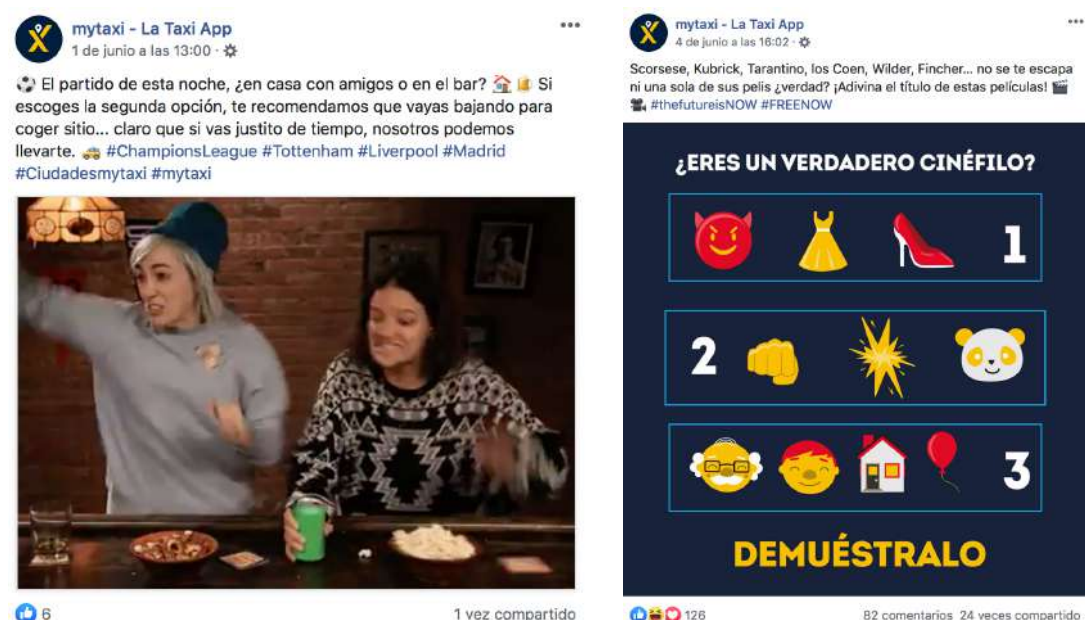 mytaxi - La Taxi App
1 de junio a las 13:00 ·
⚽ El partido de esta noche, ¿en casa con amigos o en el bar? 🏠 🍺 Si
escoges la segunda opción, te recomendamos que vayas bajando para
coger sitio... claro que si vas justito de tiempo, nosotros podemos
llevarte. 🚕 #ChampionsLeague #Tottenham #Liverpool #Madrid
#Ciudadesmytaxi #mytaxi
6
1 vez compartido
mytaxi - La Taxi App
4 de junio a las 16:02 ·
Scorsese, Kubrick, Tarantino, los Coen, Wilder, Fincher... no se te escapa
ni una sola de sus pelis ¿verdad? ¡Adivina el título de estas películas! 🎬
🎥 #thefutureisNOW #FREENOW
¿ERES UN VERDADERO CINÉFILO?
1
2
3
DEMUÉSTRALO
126
82 comentarios 24 veces compartido